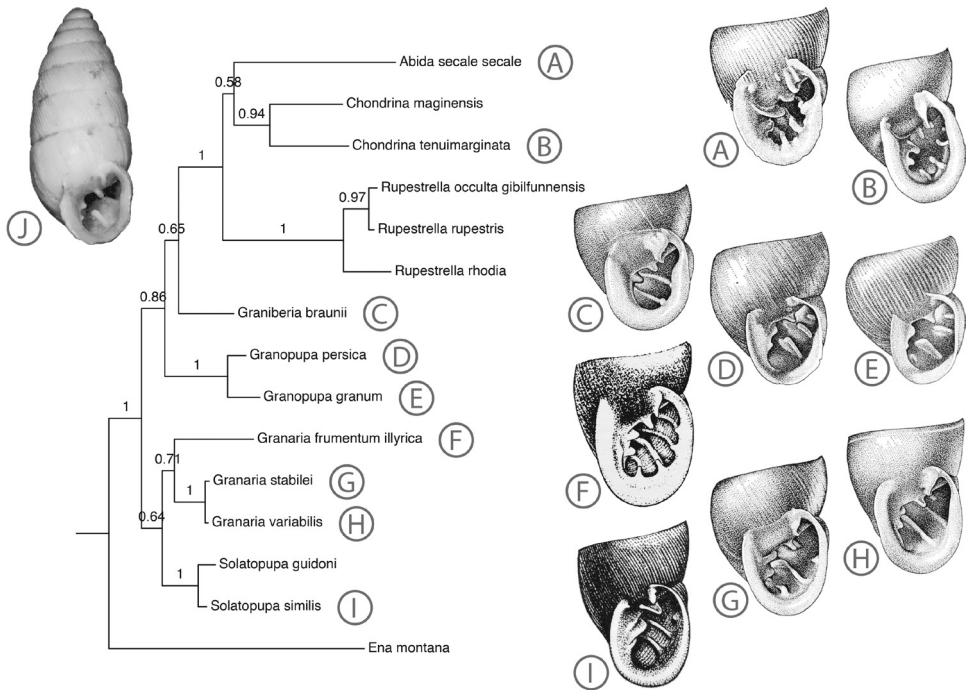 Abida secale secale A
0.58
Chondrina maginensis
0.94
Chondrina tenuimarginata B
1
Rupestrella occulta gibilfunnensis
0.97
Rupestrella rupestris
1
Rupestrella rhodia
0.65
Graniberia braunii C
0.86
Granopupa persica D
1
Granopupa granum E
1
Granaria frumentum illyrica F
0.71
Granaria stabilei G
1
Granaria variabilis H
0.64
Solatopupa guidoni
1
Solatopupa similis I
Ena montana
J
A
B
C
D
E
F
G
H
I